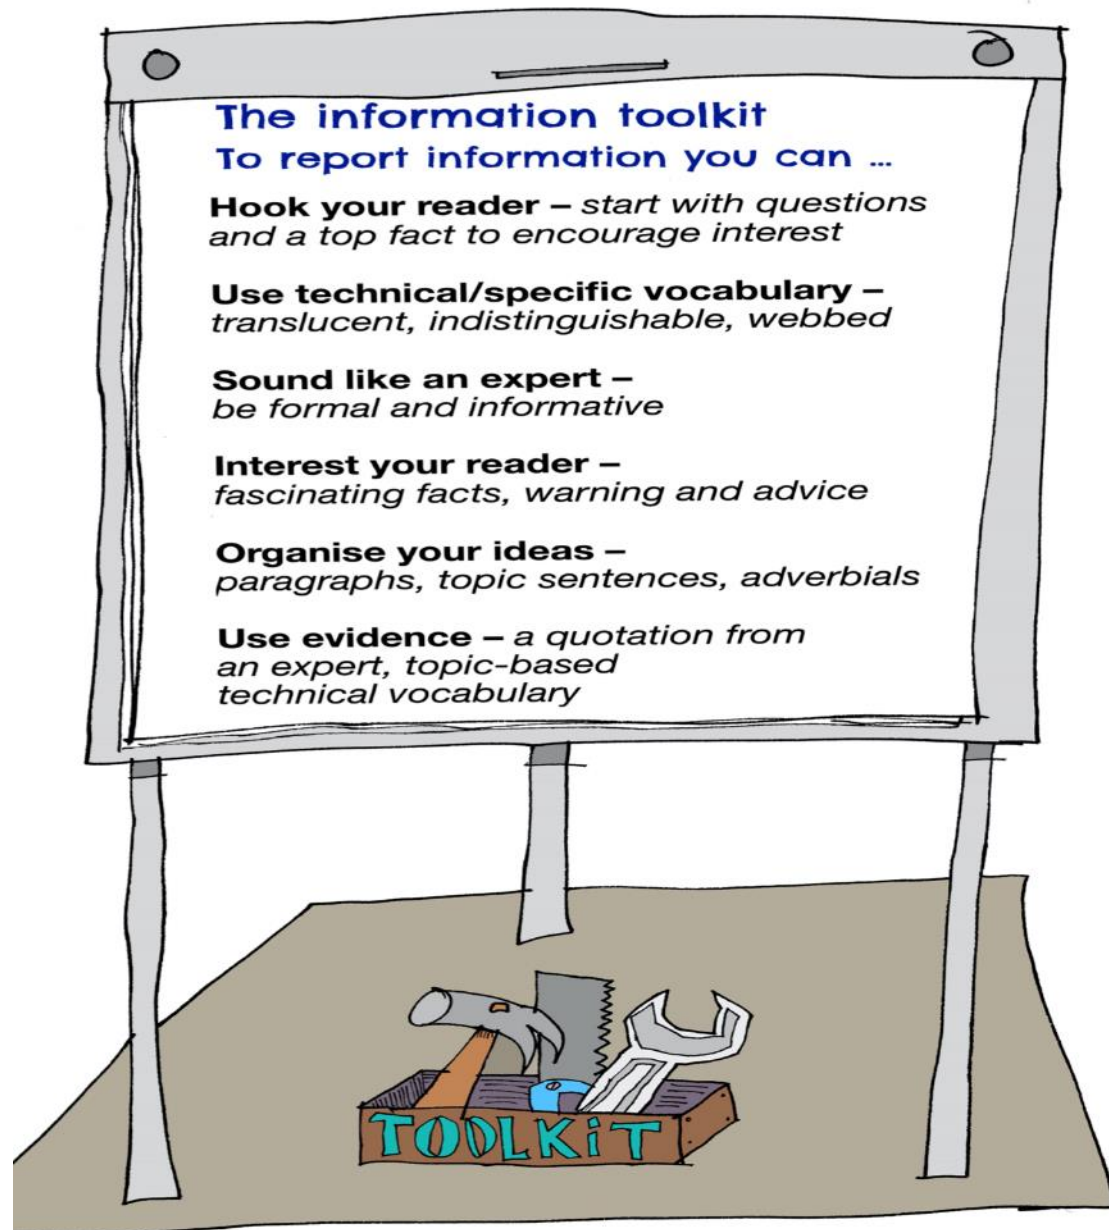 The information toolkit
To report information you can ...
Hook your reader – start with questions
and a top fact to encourage interest
Use technical/specific vocabulary –
translucent, indistinguishable, webbed
Sound like an expert –
be formal and informative
Interest your reader –
fascinating facts, warning and advice
Organise your ideas –
paragraphs, topic sentences, adverbials
Use evidence – a quotation from
an expert, topic-based
technical vocabulary
TOOLKiT